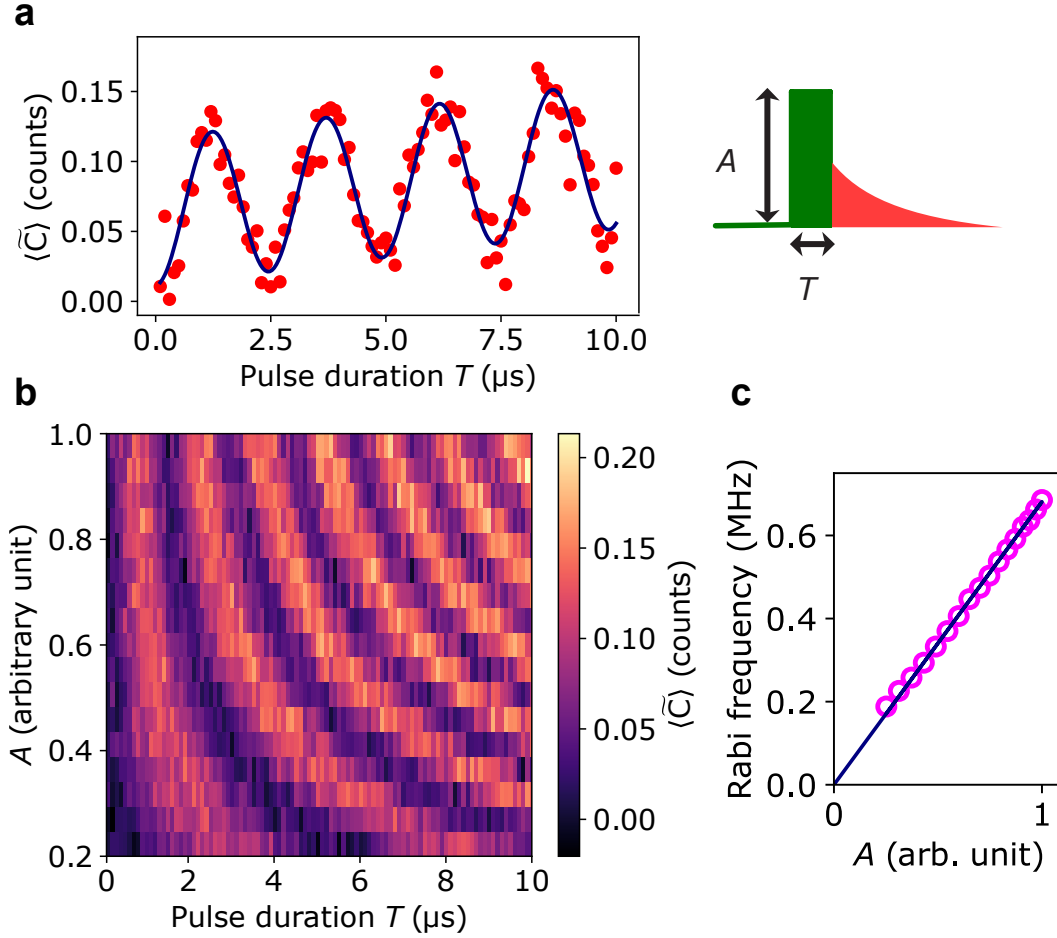 a
0.15
0.10
0.05
0.00
⟨C̃⟩ (counts)
0.0 2.5 5.0 7.5 10.0
Pulse duration T (μs)
A
T
b
1.0
0.8
0.6
0.4
0.2
A (arbitrary unit)
0 2 4 6 8 10
Pulse duration T (μs)
0.20
0.15
0.10
0.05
0.00
⟨C̃⟩ (counts)
c
Rabi frequency (MHz)
0.6
0.4
0.2
0.0
0 1
A (arb. unit)